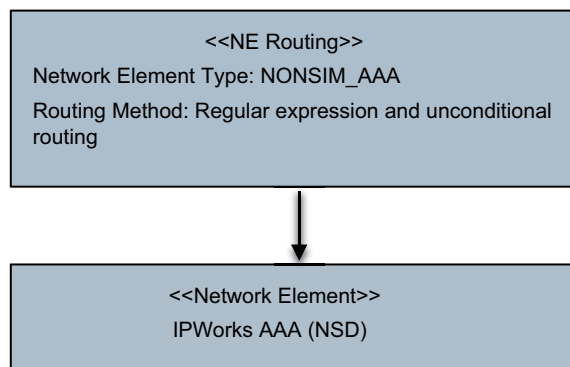 <<NE Routing>>
Network Element Type: NONSIM_AAA
Routing Method: Regular expression and unconditional
routing
<<Network Element>>
IPWorks AAA (NSD)